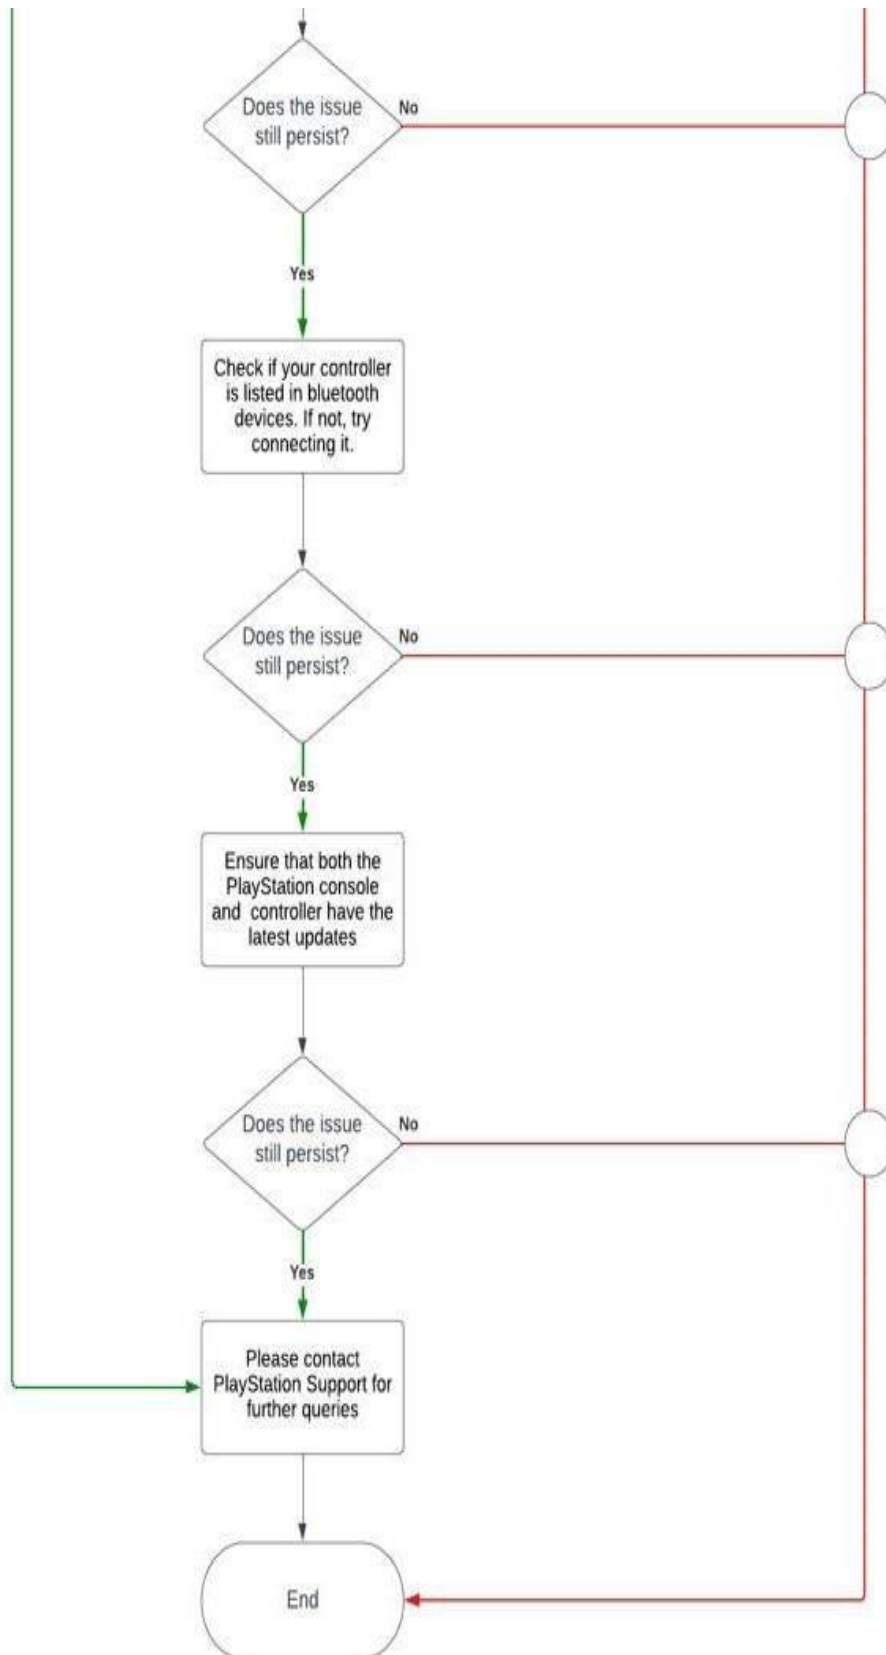 Does the issue
still persist?
No
Yes
Check if your controller
is listed in bluetooth
devices. If not, try
connecting it.
Does the issue
still persist?
No
Yes
Ensure that both the
PlayStation console
and controller have the
latest updates
Does the issue
still persist?
No
Yes
Please contact
PlayStation Support for
further queries
End